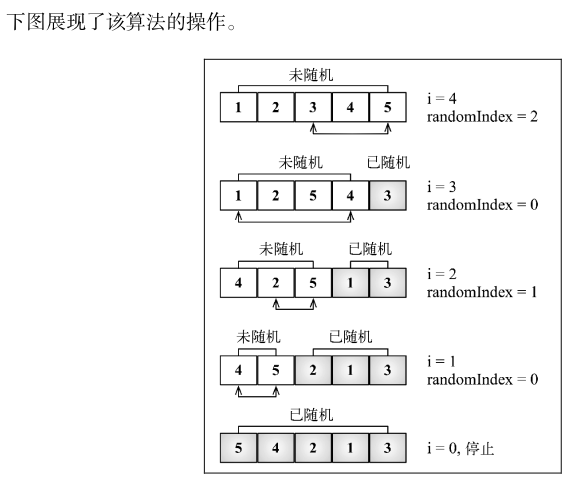 下图展现了该算法的操作。
未随机
1 2 3 4 5
i = 4
randomIndex = 2
未随机 已随机
1 2 5 4 3
i = 3
randomIndex = 0
未随机 已随机
4 2 5 1 3
i = 2
randomIndex = 1
未随机 已随机
4 5 2 1 3
i = 1
randomIndex = 0
已随机
5 4 2 1 3
i = 0, 停止